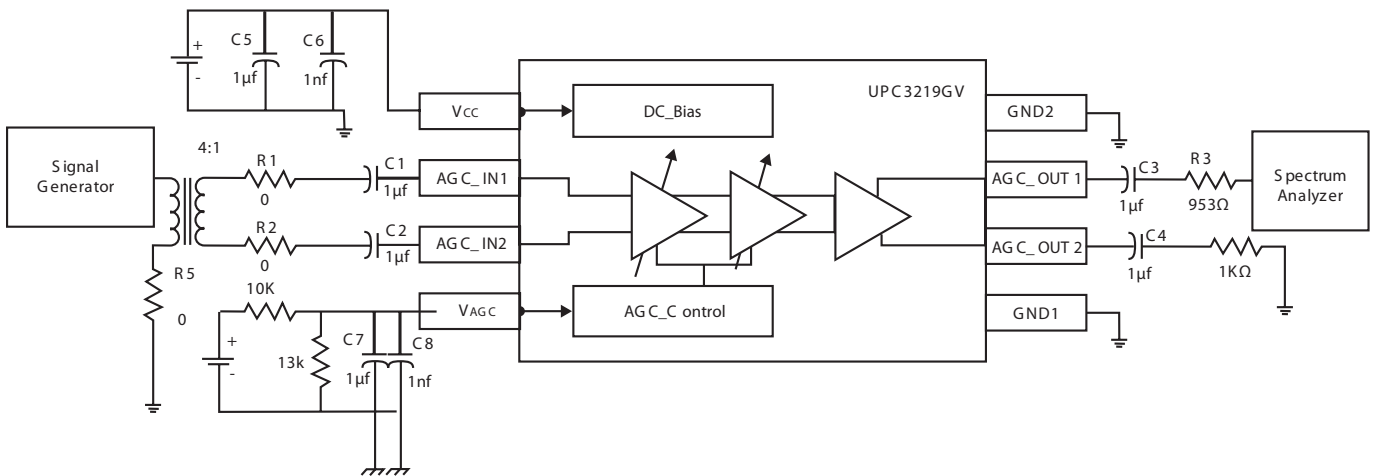 +
-
C5
1µf
C6
1nf
VCC
DC_Bias
UPC3219GV
GND2
Signal
Generator
4:1
R1
0
C1
1µf
AGC_IN1
R2
0
C2
1µf
AGC_IN2
AGC_OUT 1
C3
1µf
R3
953Ω
Spectrum
Analyzer
AGC_OUT 2
C4
1µf
1KΩ
R5
0
10K
+
-
13k
C7
1µf
C8
1nf
VAGC
AGC_C ontrol
GND1